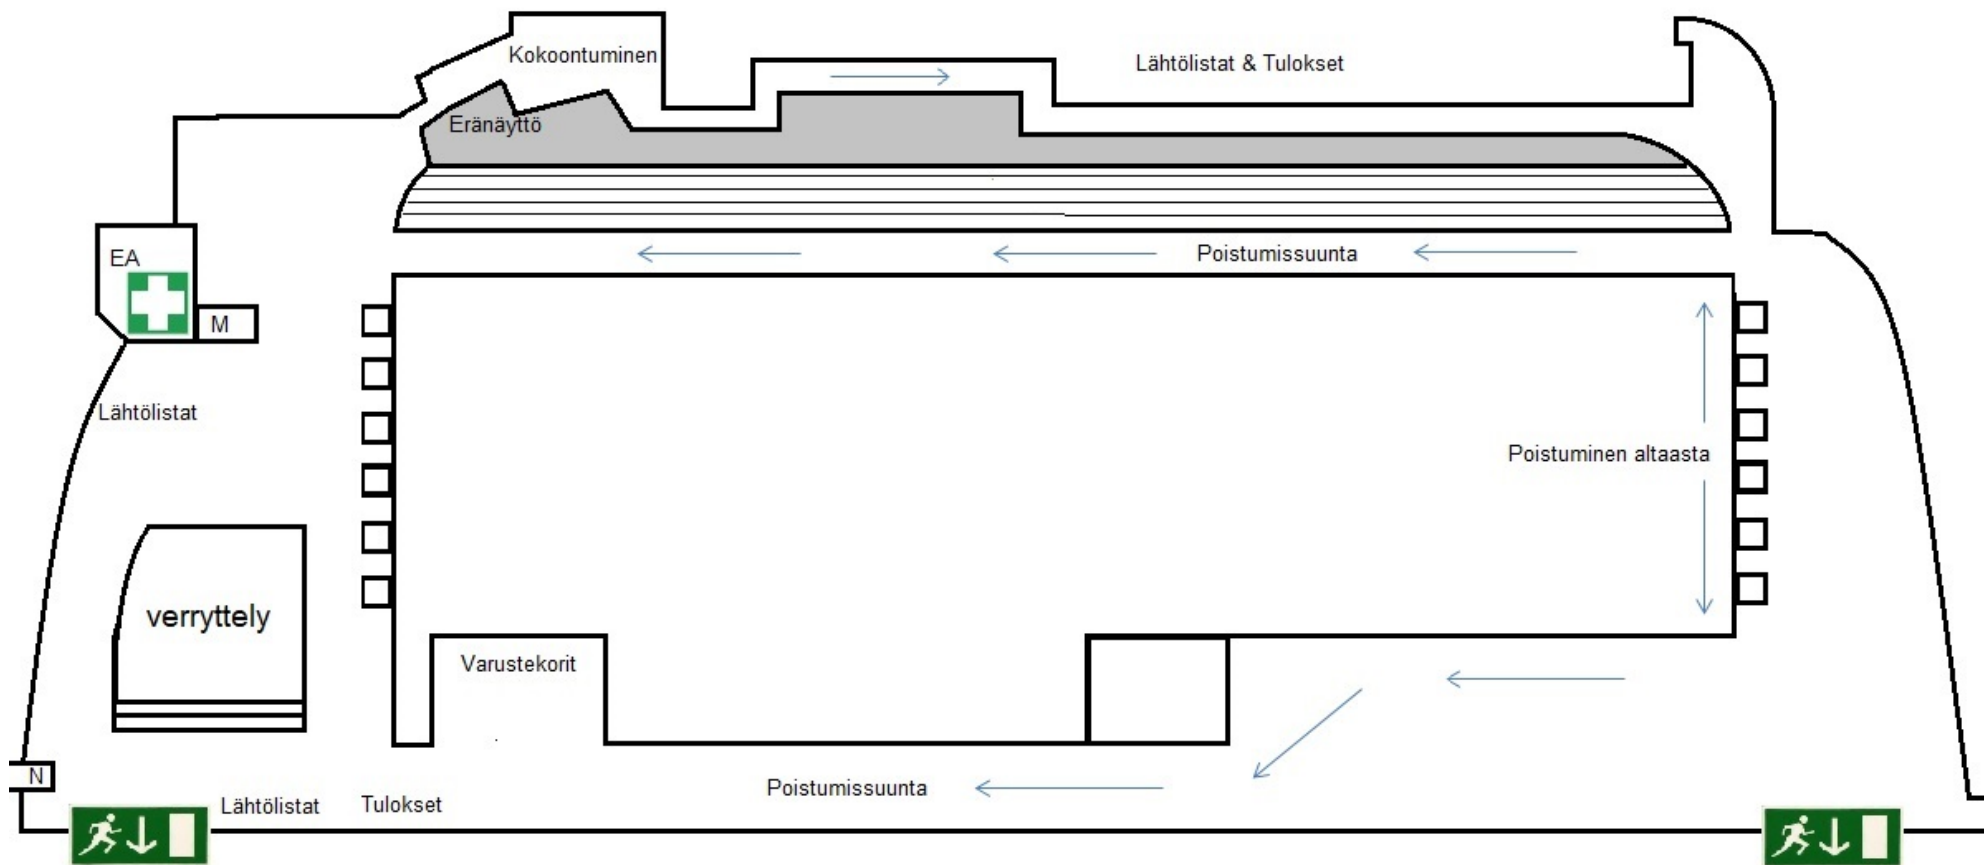 Kokoontuminen
Lähtölistat & Tulokset
Eränäyttö
Poistumissuunta
EA
M
Lähtölistat
Poistuminen altaasta
verryttely
Varustekorit
N
Poistumissuunta
Lähtölistat
Tulokset